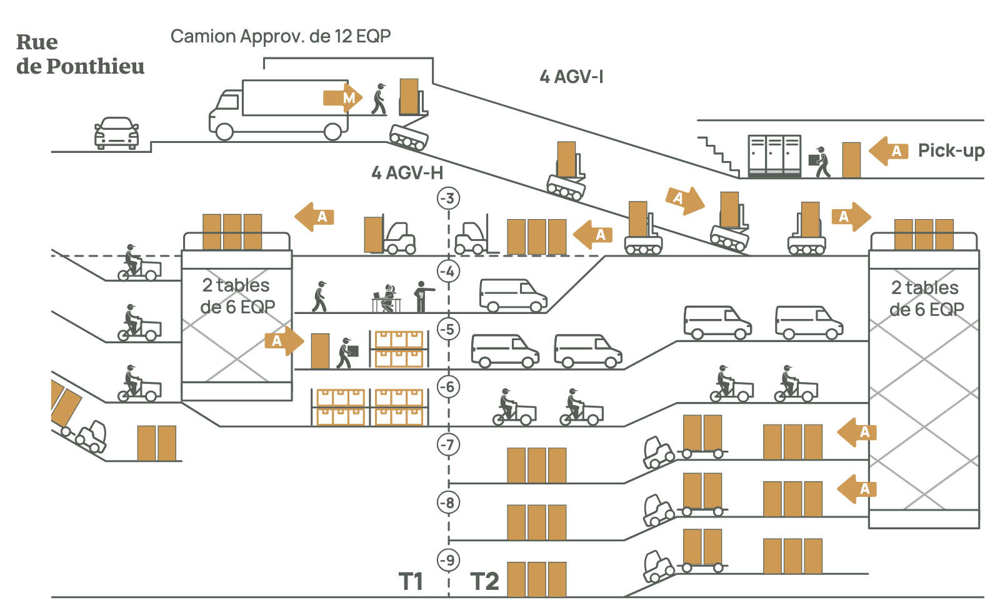 Rue
de Ponthieu
Camion Approv. de 12 EQP
4 AGV-I
M
A
Pick-up
4 AGV-H
-3
A
A
A
A
-4
2 tables
de 6 EQP
2 tables
de 6 EQP
-5
A
-6
-7
A
-8
A
-9
T1
T2